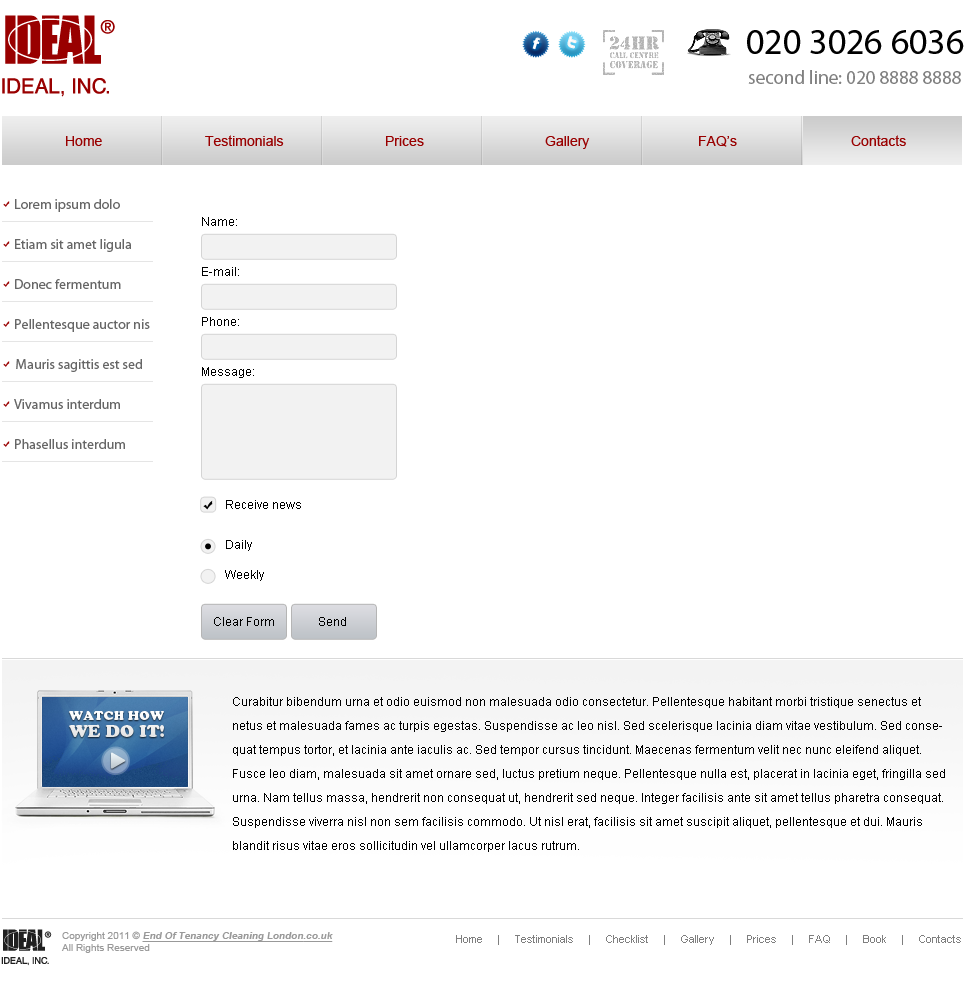 IDEAL®
IDEAL, INC.
24HR
CALL CENTRE
COVERAGE
020 3026 6036
second line: 020 8888 8888
Home
Testimonials
Prices
Gallery
FAQ's
Contacts
Lorem ipsum dolo
Etiam sit amet ligula
Donec fermentum
Pellentesque auctor nis
Mauris sagittis est sed
Vivamus interdum
Phasellus interdum
Name:
E-mail:
Phone:
Message:
Receive news
Daily
Weekly
Clear Form
Send
WATCH HOW
WE DO IT!
Curabitur bibendum urna et odio euismod non malesuada odio consectetur. Pellentesque habitant morbi tristique senectus et
netus et malesuada fames ac turpis egestas. Suspendisse ac leo nisl. Sed scelerisque lacinia diam vitae vestibulum. Sed conse-
quat tempus tortor, et lacinia ante iaculis ac. Sed tempor cursus tincidunt. Maecenas fermentum velit nec nunc eleifend aliquet.
Fusce leo diam, malesuada sit amet ornare sed, luctus pretium neque. Pellentesque nulla est, placerat in lacinia eget, fringilla sed
urna. Nam tellus massa, hendrerit non consequat ut, hendrerit sed neque. Integer facilisis ante sit amet tellus pharetra consequat.
Suspendisse viverra nisl non sem facilisis commodo. Ut nisl erat, facilisis sit amet suscipit aliquet, pellentesque et dui. Mauris
blandit risus vitae eros sollicitudin vel ullamcorper lacus rutrum.
IDEAL®
IDEAL, INC.
Copyright 2011 © End Of Tenancy Cleaning London.co.uk
All Rights Reserved
Home | Testimonials | Checklist | Gallery | Prices | FAQ | Book | Contacts